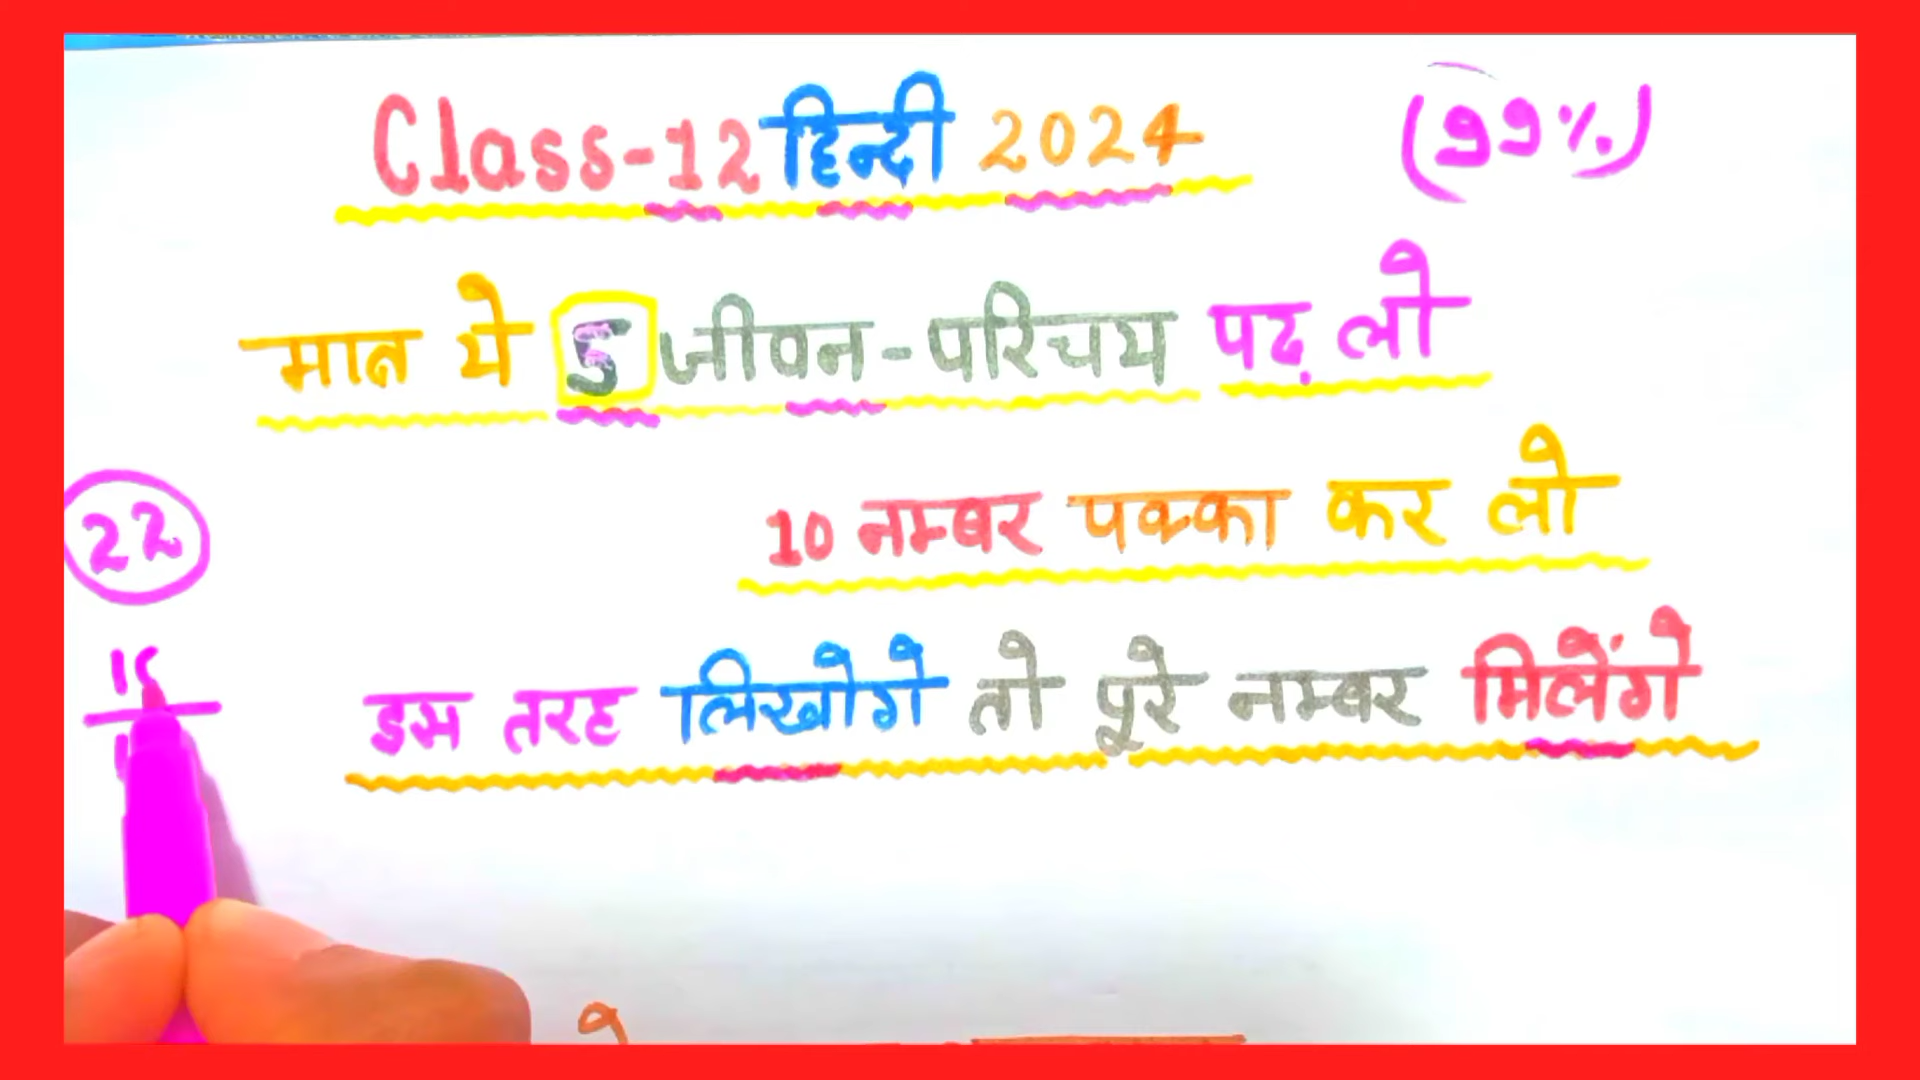 Class-12 हिन्दी 2024 (99%)
मात्र ये 5 जीवन-परिचय पढ़ लो
22
10 नम्बर पक्का कर लो
इस तरह लिखोगे तो पूरे नम्बर मिलेंगे